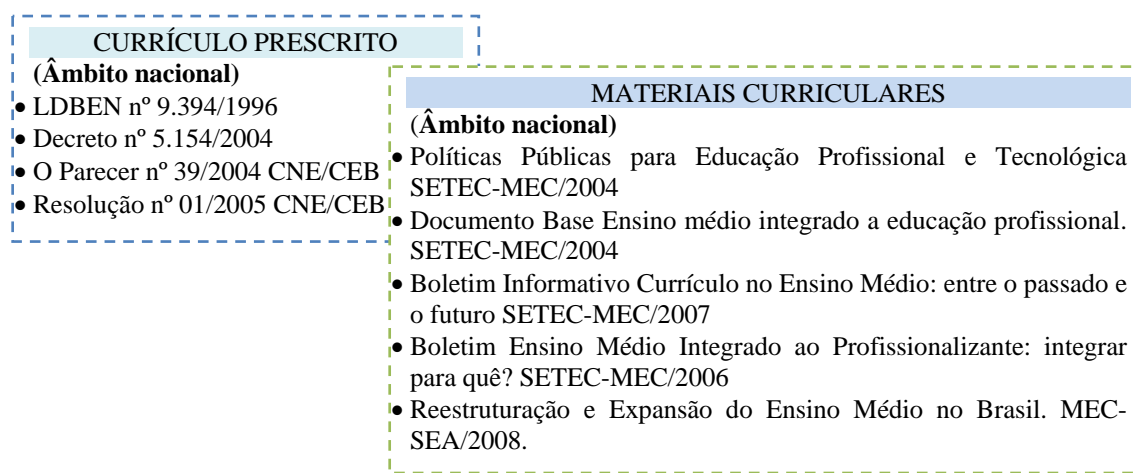 CURRÍCULO PRESCRITO
(Âmbito nacional)
• LDBEN nº 9.394/1996
• Decreto nº 5.154/2004
• O Parecer nº 39/2004 CNE/CEB
• Resolução nº 01/2005 CNE/CEB
MATERIAIS CURRICULARES
(Âmbito nacional)
• Políticas Públicas para Educação Profissional e Tecnológica
SETEC-MEC/2004
• Documento Base Ensino médio integrado a educação profissional.
SETEC-MEC/2004
• Boletim Informativo Currículo no Ensino Médio: entre o passado e
o futuro SETEC-MEC/2007
• Boletim Ensino Médio Integrado ao Profissionalizante: integrar
para quê? SETEC-MEC/2006
• Reestruturação e Expansão do Ensino Médio no Brasil. MEC-
SEA/2008.